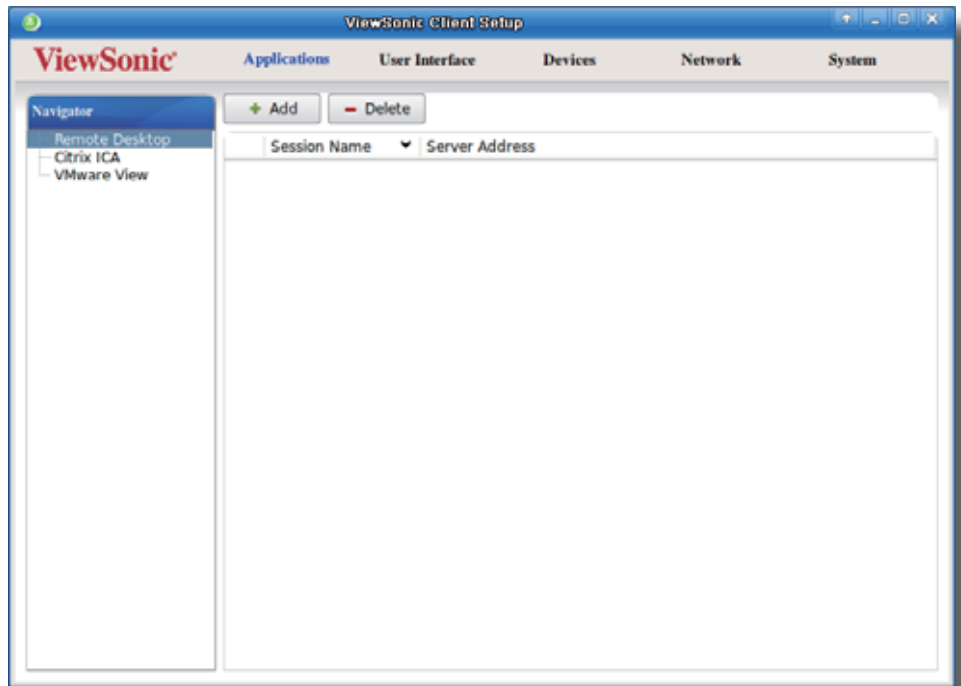 ViewSonic Client Setup
ViewSonic®
Applications User Interface Devices Network System
Navigator
Remote Desktop
Citrix ICA
VMware View
+ Add - Delete
Session Name Server Address